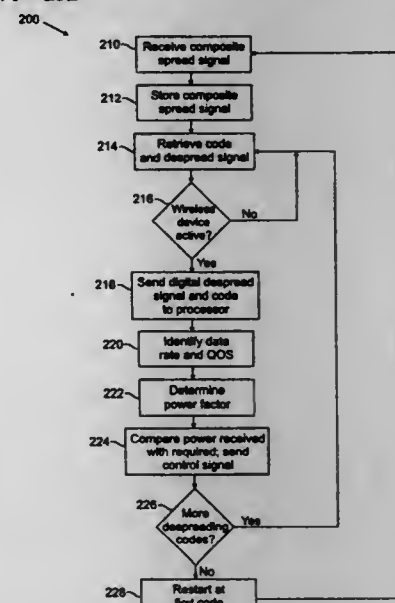 200
210
Receive composite
spread signal
212
Store composite
spread signal
214
Retrieve code
and despread signal
216
Wireless
device
active?
No
Yes
218
Send digital despread
signal and code
to processor
220
Identify data
rate and QOS
222
Determine
power factor
224
Compare power received
with required; send
control signal
226
More
despreading
codes?
Yes
No
228
Restart at
first code